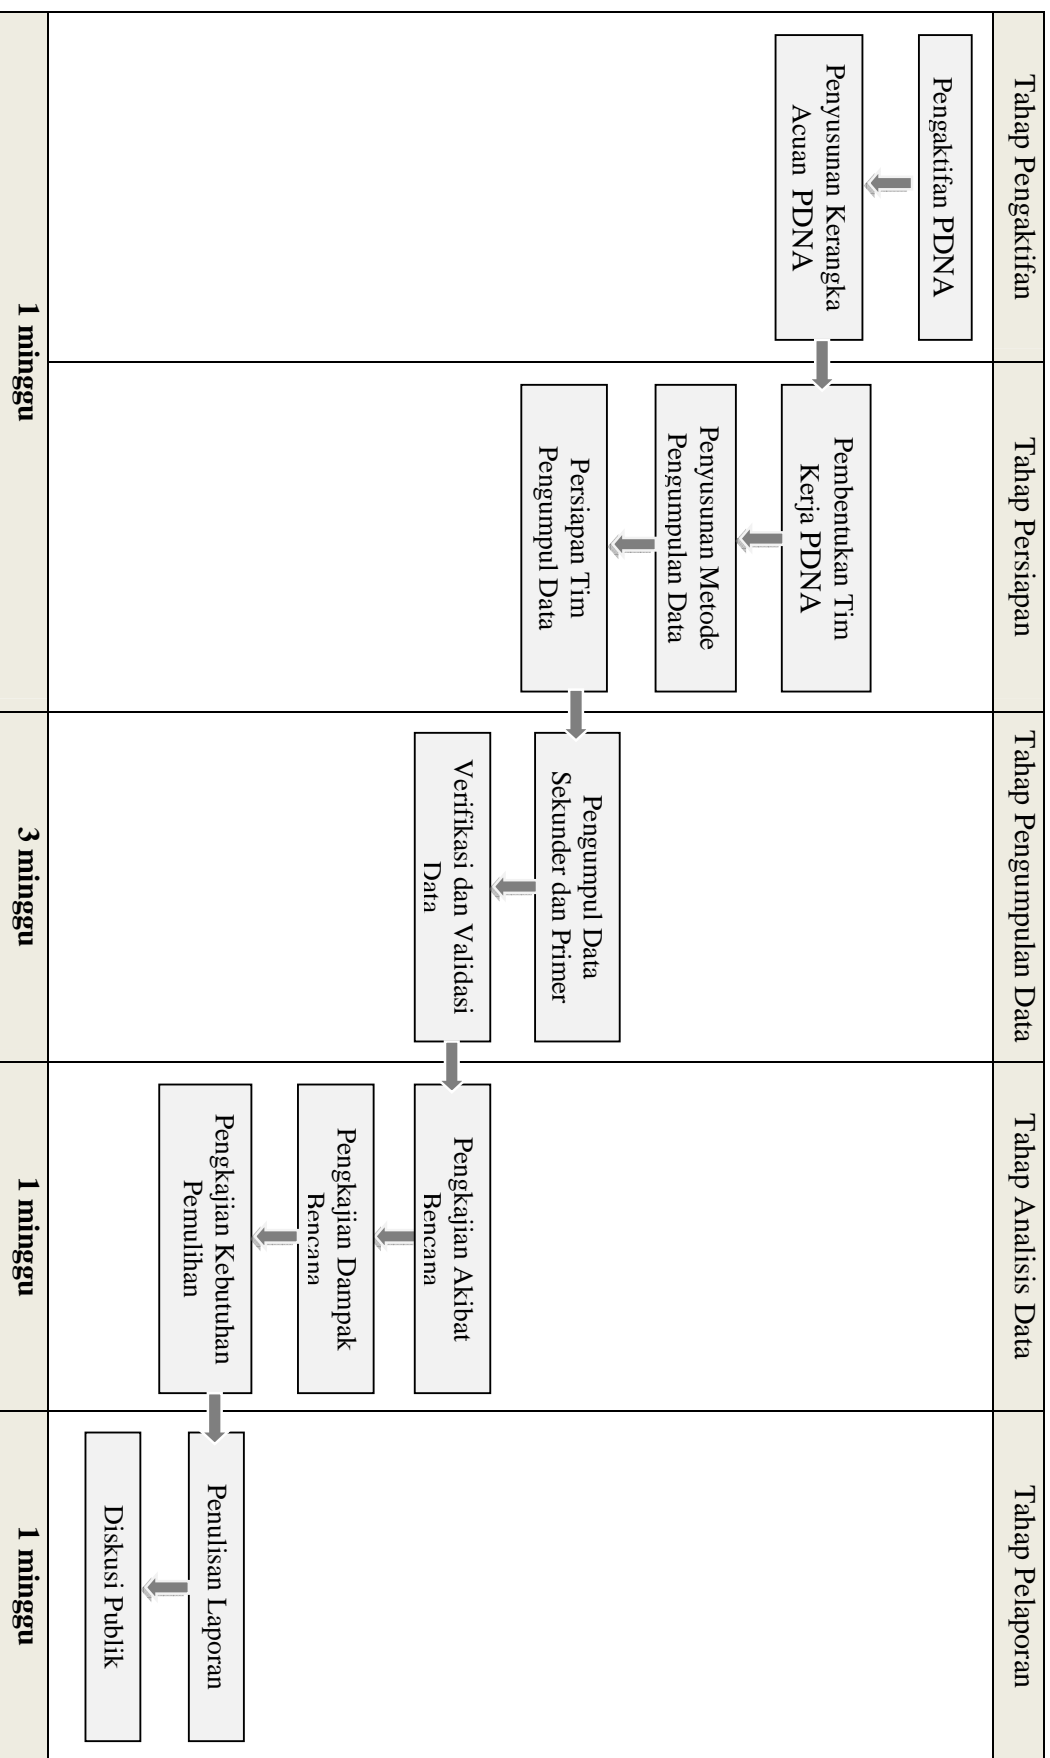 Tahap Pengaktifan
Tahap Persiapan
Tahap Pengumpulan Data
Tahap Analisis Data
Tahap Pelaporan
Pengaktifan PDNA
Penyusunan Kerangka
Acuan PDNA
Pembentukan Tim
Kerja PDNA
Penyusunan Metode
Pengumpulan Data
Persiapan Tim
Pengumpul Data
Pengumpul Data
Sekunder dan Primer
Verifikasi dan Validasi
Data
Pengkajian Akibat
Bencana
Pengkajian Dampak
Bencana
Pengkajian Kebutuhan
Pemulihan
Penulisan Laporan
Diskusi Publik
1 minggu
3 minggu
1 minggu
1 minggu